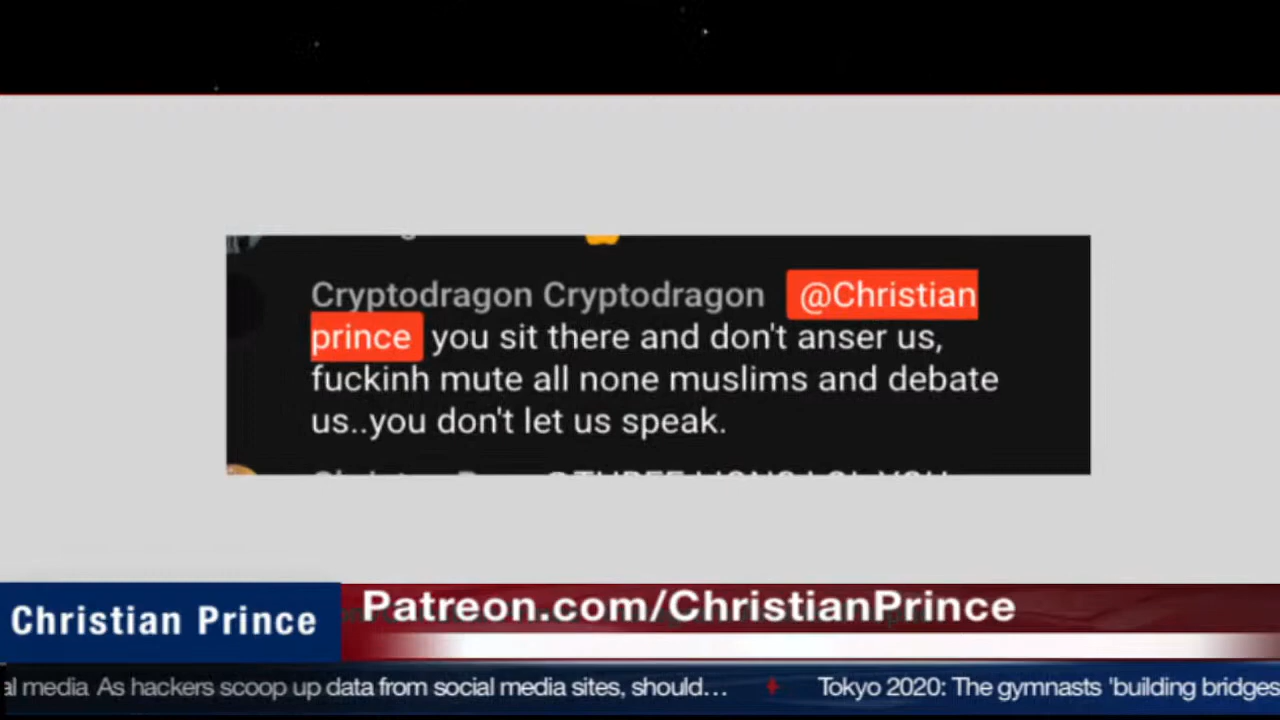 Cryptodragon Cryptodragon @Christian
prince you sit there and don't anser us,
fuckinh mute all none muslims and debate
us..you don't let us speak.
Christian Prince
Patreon.com/ChristianPrince
al media As hackers scoop up data from social media sites, should… Tokyo 2020: The gymnasts 'building bridges